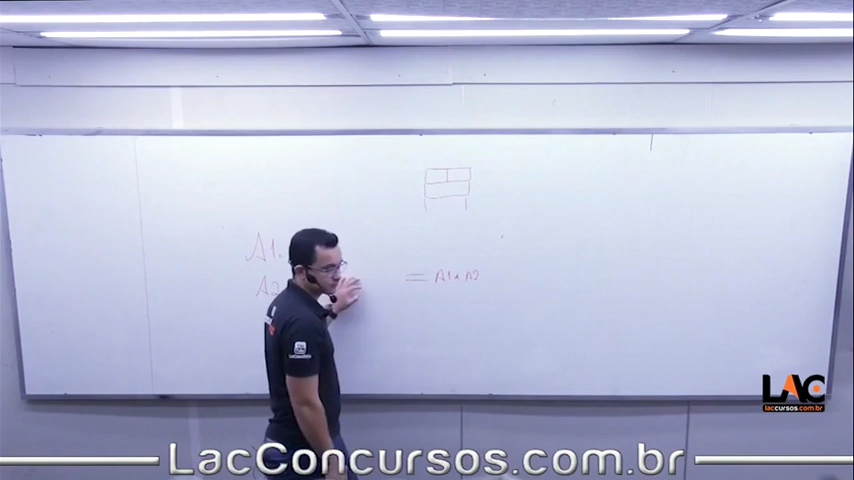 A1.
A2
= A1 * A2
LAC
laccursos.com.br
LacConcursos.com.br